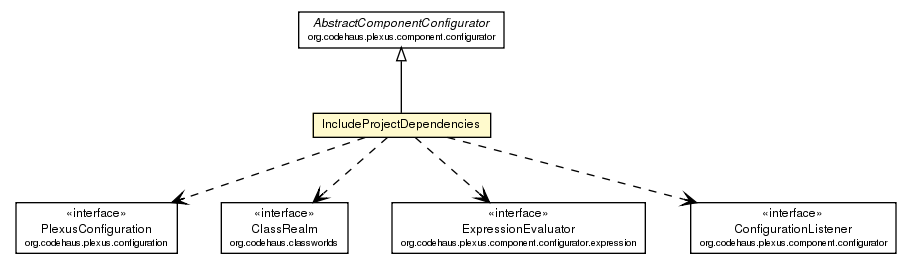 AbstractComponentConfigurator
org.codehaus.plexus.component.configurator
IncludeProjectDependencies
«interface»
PlexusConfiguration
org.codehaus.plexus.configuration
«interface»
ClassRealm
org.codehaus.classworlds
«interface»
ExpressionEvaluator
org.codehaus.plexus.component.configurator.expression
«interface»
ConfigurationListener
org.codehaus.plexus.component.configurator